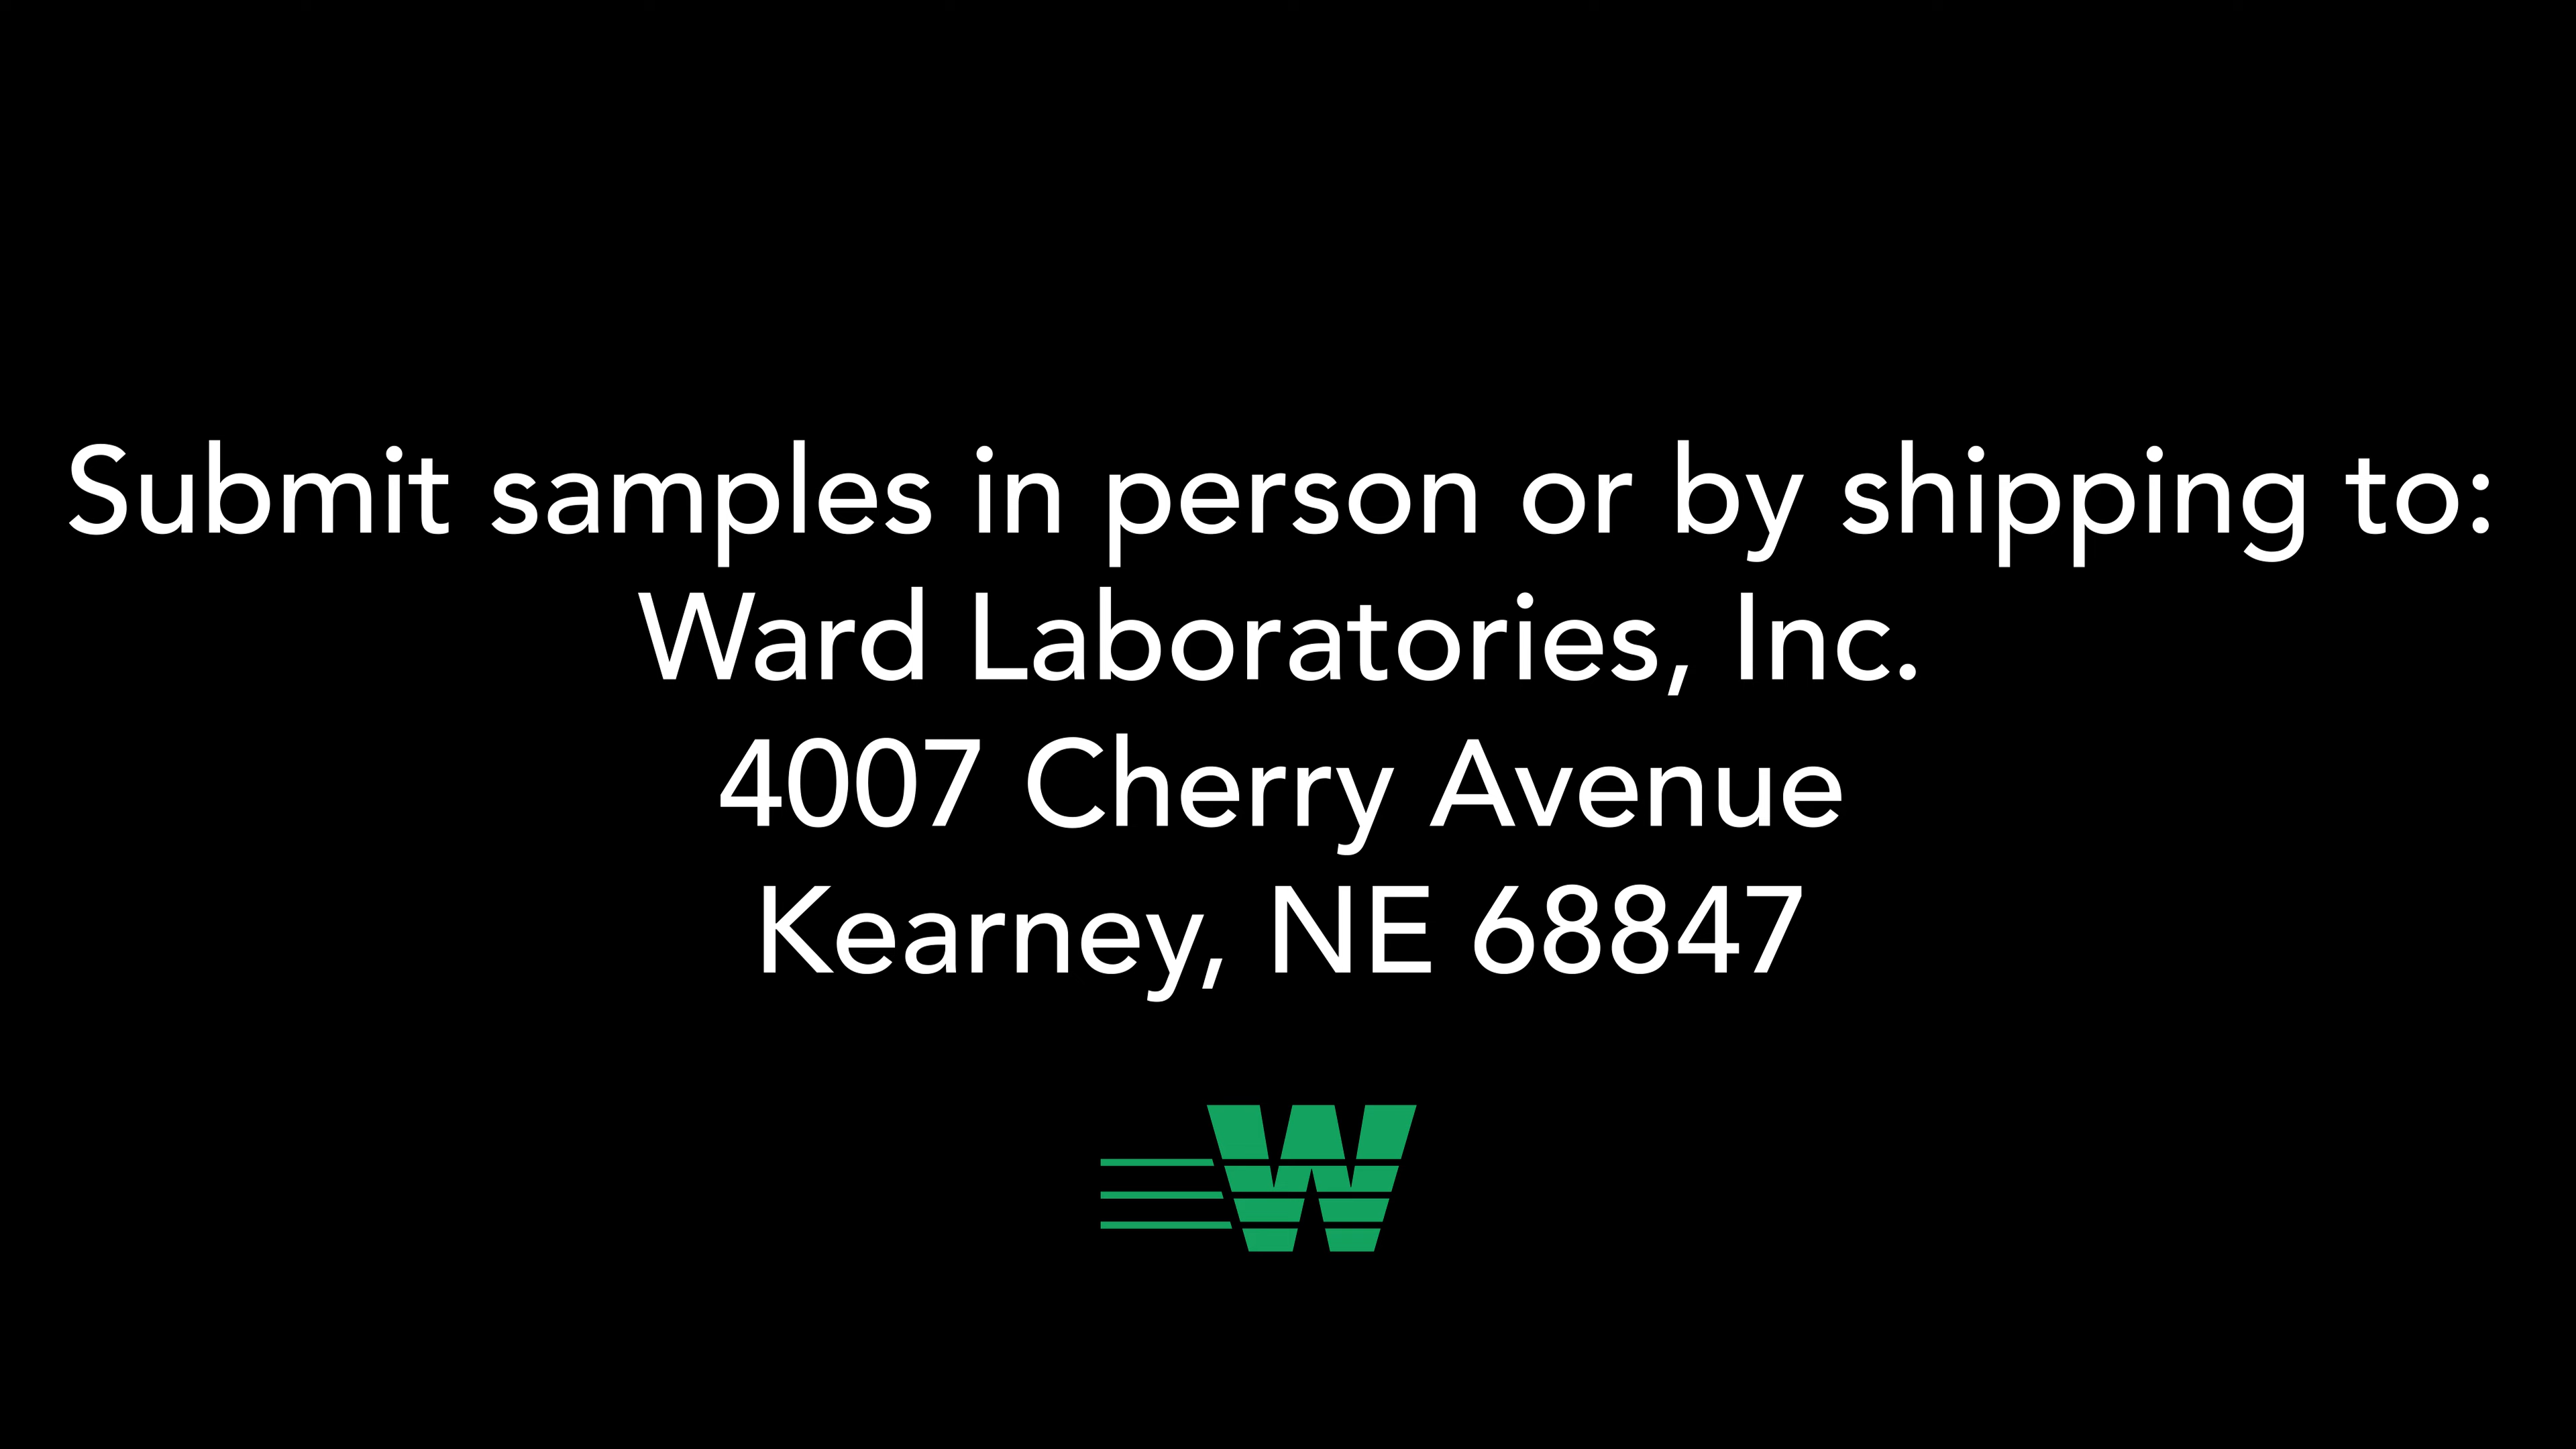 Submit samples in person or by shipping to:
Ward Laboratories, Inc.
4007 Cherry Avenue
Kearney, NE 68847
W